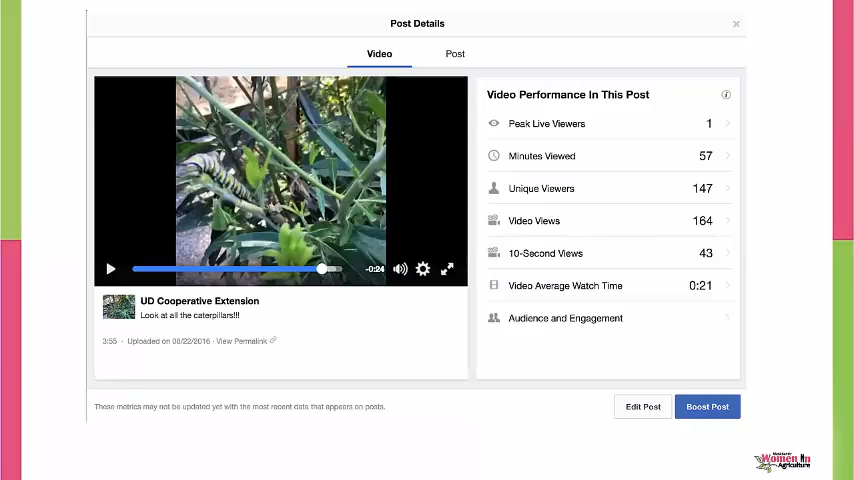 Post Details
Video
Post
Video Performance In This Post
Peak Live Viewers 1
Minutes Viewed 57
Unique Viewers 147
Video Views 164
10-Second Views 43
Video Average Watch Time 0:21
Audience and Engagement
-0:24
UD Cooperative Extension
Look at all the caterpillars!!!
3:55 · Uploaded on 08/22/2016 · View Permalink
These metrics may not be updated yet with the most recent data that appears on posts.
Edit Post
Boost Post
Women In
Agriculture